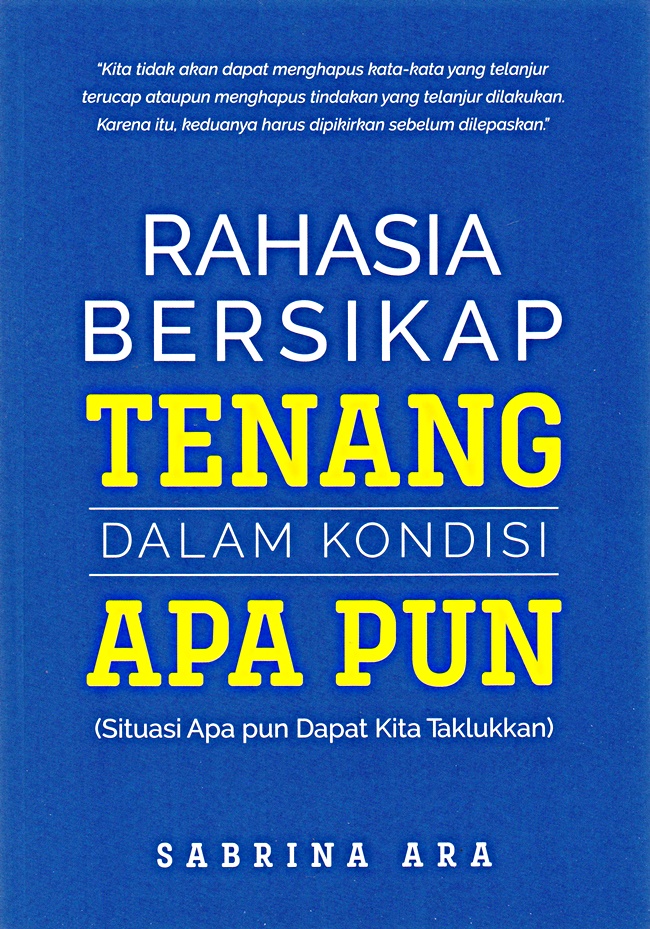 "Kita tidak akan dapat menghapus kata-kata yang telanjur
terucap ataupun menghapus tindakan yang telanjur dilakukan.
Karena itu, keduanya harus dipikirkan sebelum dilepaskan."
RAHASIA
BERSIKAP
TENANG
DALAM KONDISI
APA PUN
(Situasi Apa pun Dapat Kita Taklukkan)
SABRINA ARA